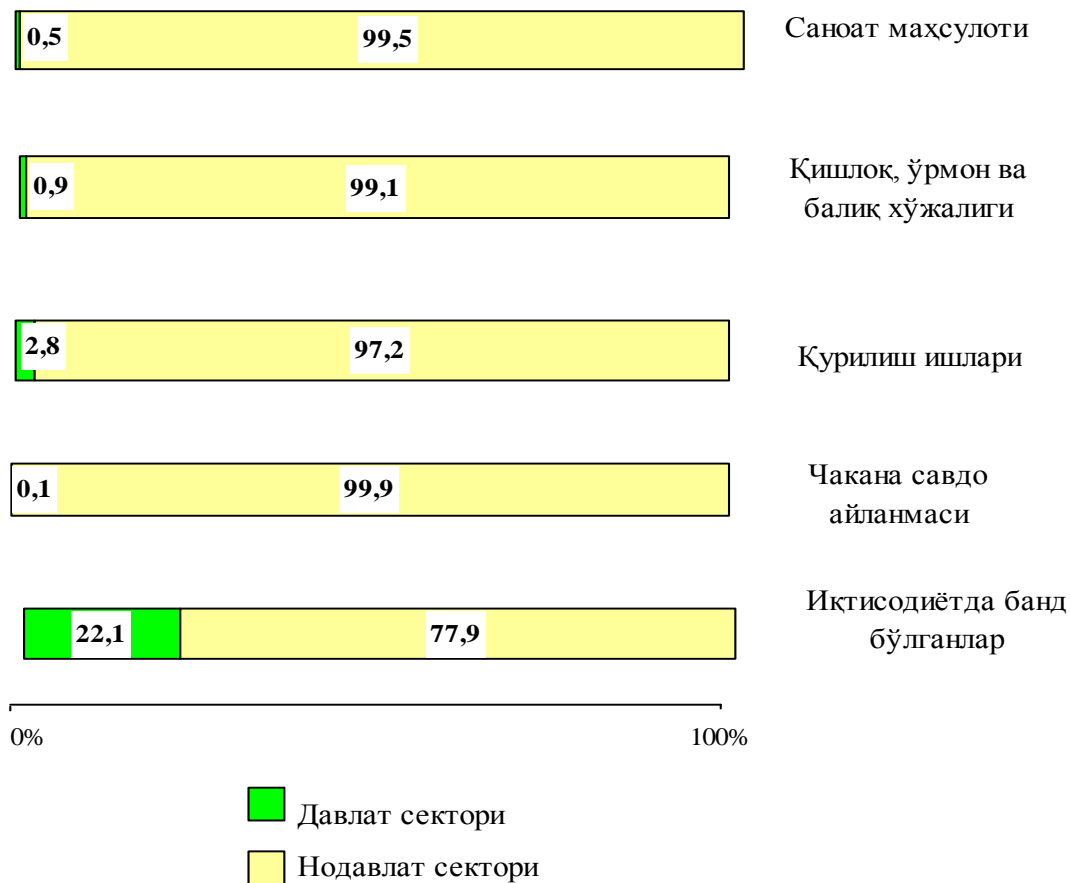 0,5 99,5 Саноат маҳсулоти
0,9 99,1 Қишлоқ, ўрмон ва
балиқ хўжалиги
2,8 97,2 Қурилиш ишлари
0,1 99,9 Чакана савдо
айланмаси
22,1 77,9 Иқтисодиётда банд
бўлганлар
0% 100%
Давлат сектори
Нодавлат сектори